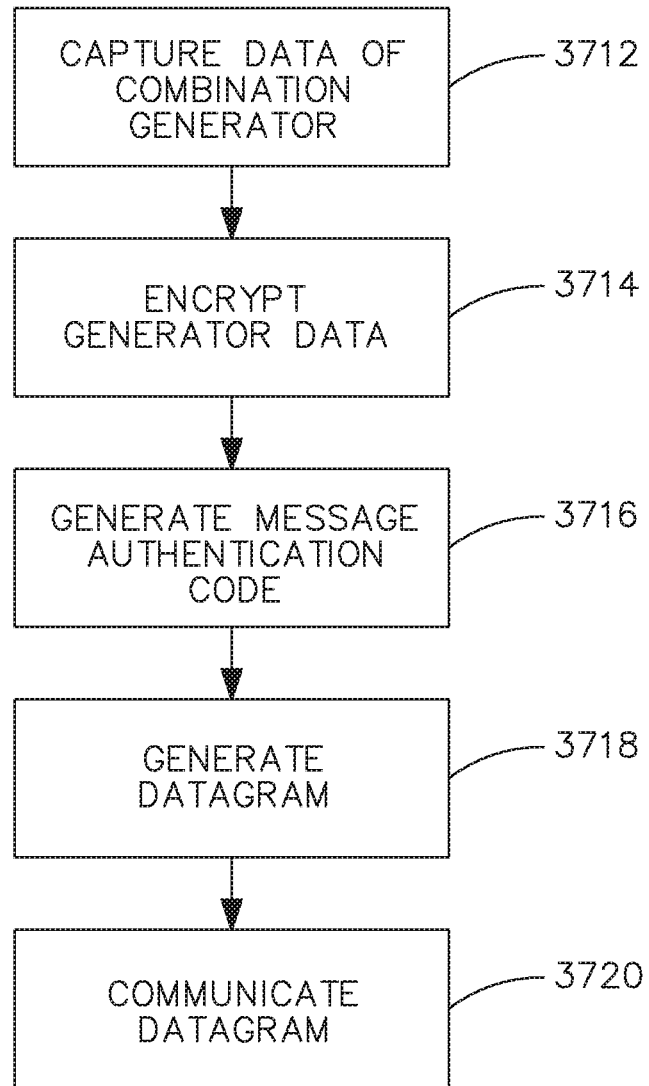 CAPTURE DATA OF
COMBINATION
GENERATOR
3712
ENCRYPT
GENERATOR DATA
3714
GENERATE MESSAGE
AUTHENTICATION
CODE
3716
GENERATE
DATAGRAM
3718
COMMUNICATE
DATAGRAM
3720